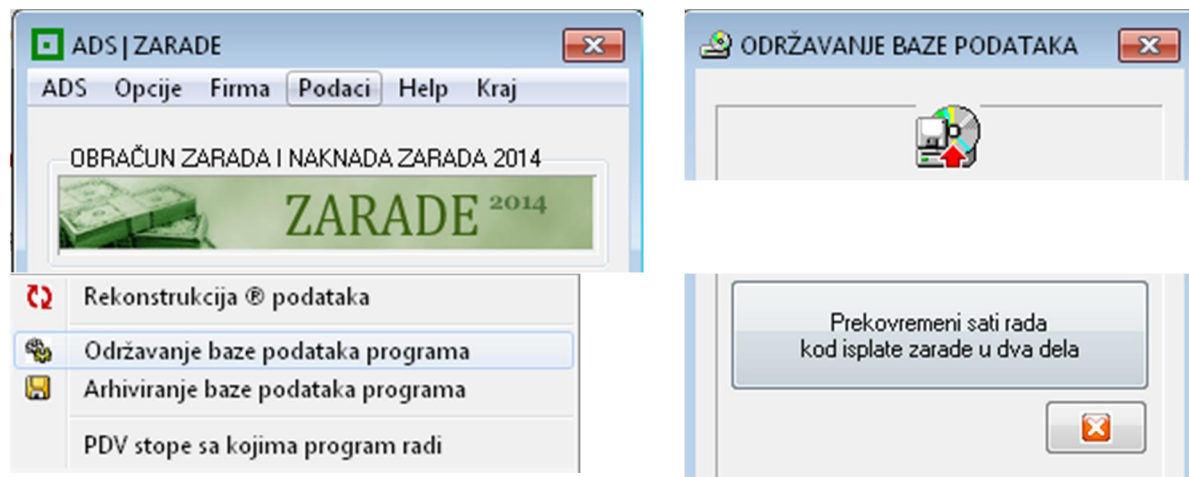 ADS | ZARADE
ADS Opcije Firma Podaci Help Kraj
OBRAČUN ZARADA I NAKNADA ZARADA 2014
ZARADE 2014
Rekonstrukcija ® podataka
Održavanje baze podataka programa
Arhiviranje baze podataka programa
PDV stope sa kojima program radi
ODRŽAVANJE BAZE PODATAKA
Prekovremeni sati rada
kod isplate zarade u dva dela